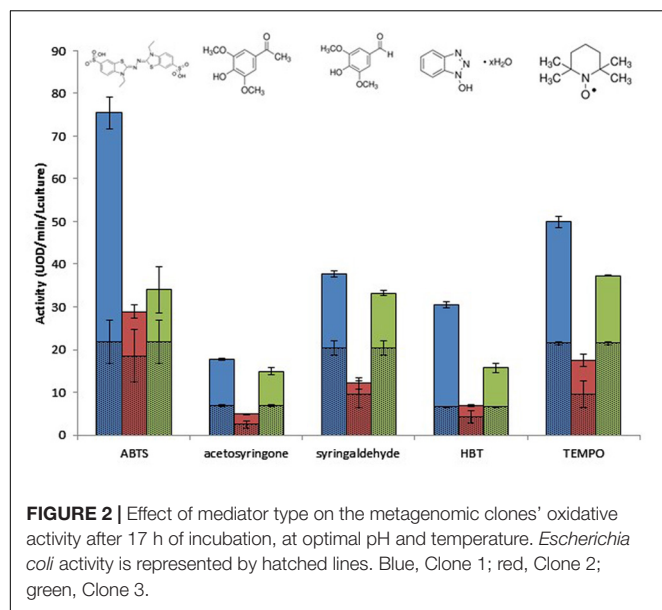 90
80
70
60
50
40
30
20
10
0
Activity (UOD/min/Lculture)
H₃CO
HO
OCH₃
O
CH₃
H₃CO
HO
OCH₃
O
H
N
N
N
OH
• xH₂O
H₃C
H₃C
N
CH₃
CH₃
O•
ABTS
acetosyringone
syringaldehyde
HBT
TEMPO
FIGURE 2 | Effect of mediator type on the metagenomic clones' oxidative
activity after 17 h of incubation, at optimal pH and temperature. Escherichia
coli activity is represented by hatched lines. Blue, Clone 1; red, Clone 2;
green, Clone 3.